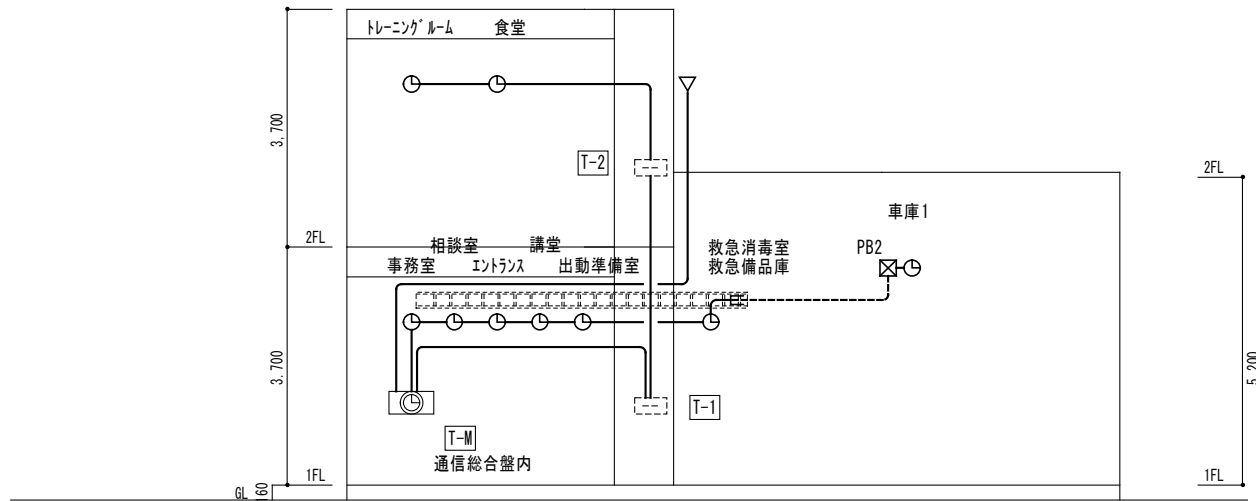 ﾄﾚｰﾆﾝｸﾞﾙｰﾑ 食堂
3,700
T-2
2FL
車庫1
2FL
相談室 講堂
救急消毒室
PB2
事務室 ｴﾝﾄﾗﾝｽ 出動準備室
救急備品庫
3.700
5,200
T-1
T-M
通信総合盤内
1FL
1FL
GL
160